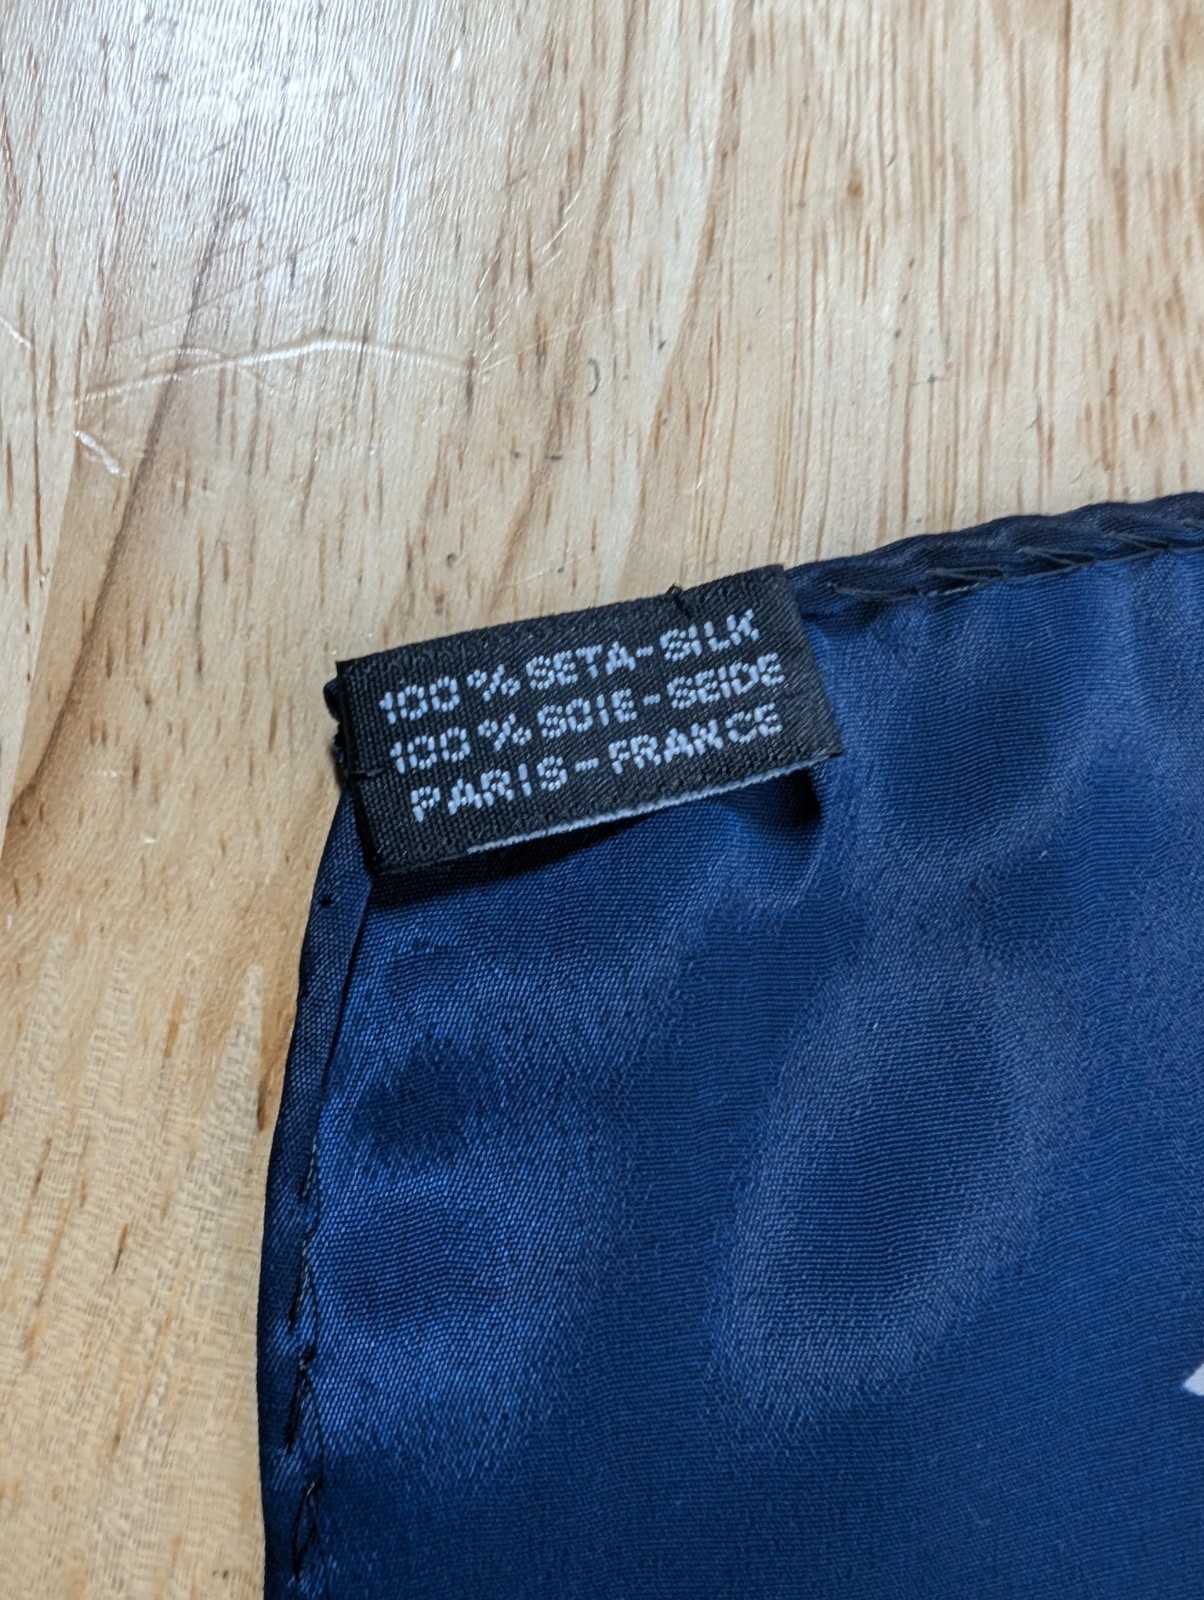 100 % SETA-SILK
100 % SOIE-SEIDE
PARIS-FRANCE